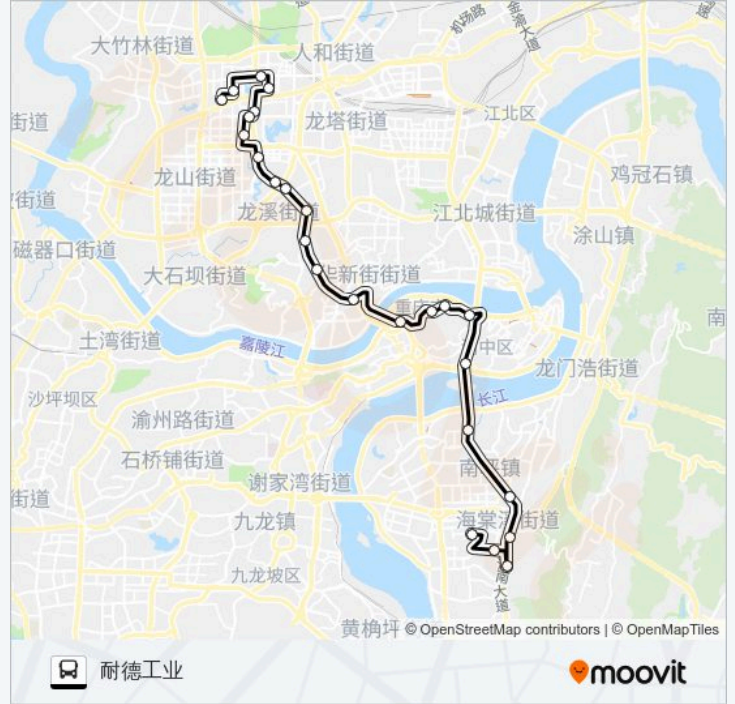 大竹林街道
人和街道
机场路
金渝大道
街道
龙塔街道
江北区
龙山街道
鸡冠石镇
街道
龙溪街道
江北城街道
涂山镇
磁器口街道
大石坝街道
华新街街道
重庆
南
土湾街道
嘉陵江
中区
龙门浩街道
沙坪坝区
长江
渝州路街道
石桥铺街道
南坪镇
谢家湾街道
街道
九龙镇
海棠溪街道
九龙坡区
南大道
黄桷坪
© OpenStreetMap contributors | © OpenMapTiles
耐德工业
moovit